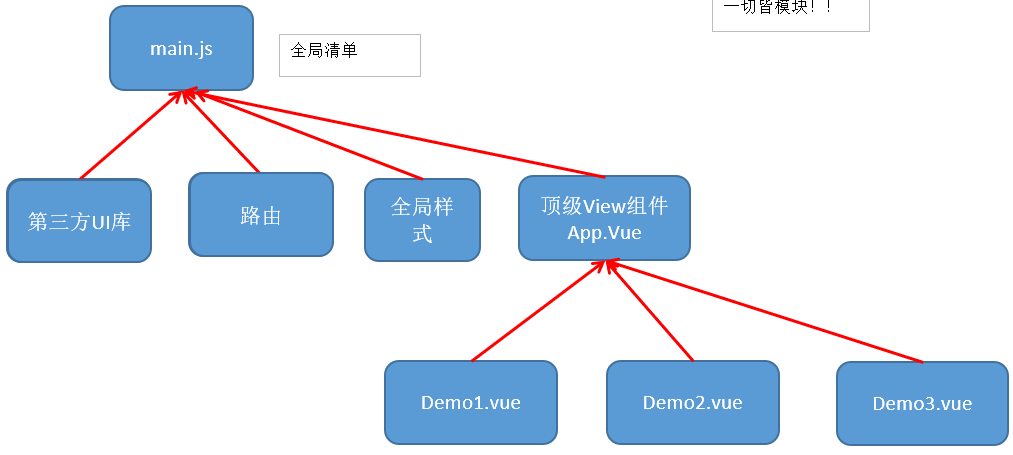 一切皆模块！！
main.js
全局清单
第三方UI库
路由
全局样
式
顶级View组件
App.Vue
Demo1.vue
Demo2.vue
Demo3.vue